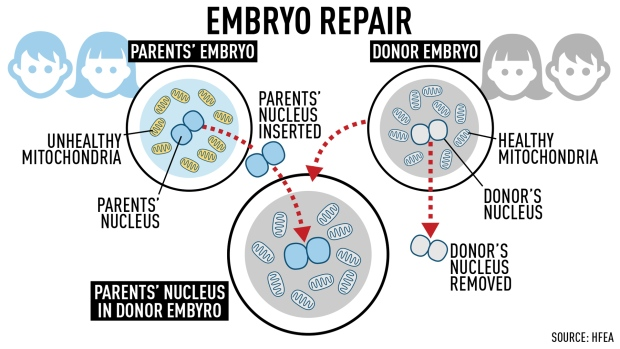 EMBRYO REPAIR
PARENTS' EMBRYO
DONOR EMBRYO
PARENTS'
NUCLEUS
INSERTED
UNHEALTHY
MITOCHONDRIA
HEALTHY
MITOCHONDRIA
PARENTS'
NUCLEUS
DONOR'S
NUCLEUS
DONOR'S
NUCLEUS
REMOVED
PARENTS' NUCLEUS
IN DONOR EMBYRO
SOURCE: HFEA